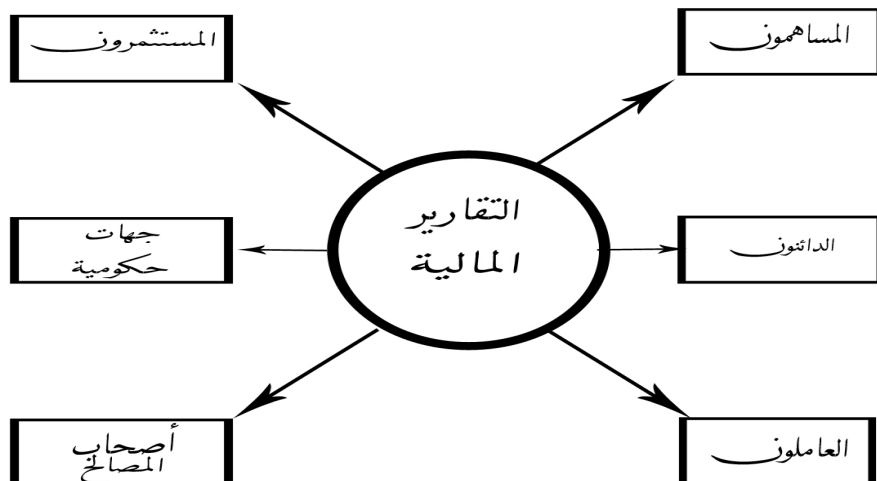 المساهمون
المستثمرون
التقارير
المالية
الدائنون
جهات
حكومية
العاملون
أصحاب
المصالح